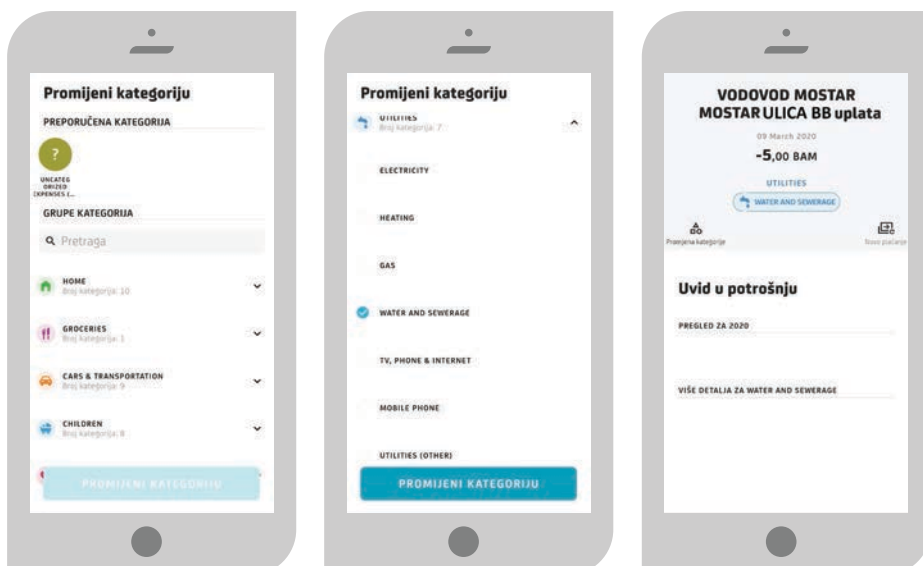 Promijeni kategoriju
PREPORUČENA KATEGORIJA
?
UNCATEG
ORIZED
EXPENSES (...
GRUPE KATEGORIJA
Pretraga
HOME
Broj kategorija: 10
GROCERIES
Broj kategorija: 1
CARS & TRANSPORTATION
Broj kategorija: 9
CHILDREN
Broj kategorija: 8
PROMIJENI KATEGORIJU
Promijeni kategoriju
UTILITIES
Broj kategorija: 7
ELECTRICITY
HEATING
GAS
WATER AND SEWERAGE
TV, PHONE & INTERNET
MOBILE PHONE
UTILITIES (OTHER)
PROMIJENI KATEGORIJU
VODOVOD MOSTAR
MOSTAR ULICA BB uplata
09 March 2020
-5,00 BAM
UTILITIES
WATER AND SEWERAGE
Promjena kategorije
Novo plaćanje
Uvid u potrošnju
PREGLED ZA 2020
VIŠE DETALJA ZA WATER AND SEWERAGE